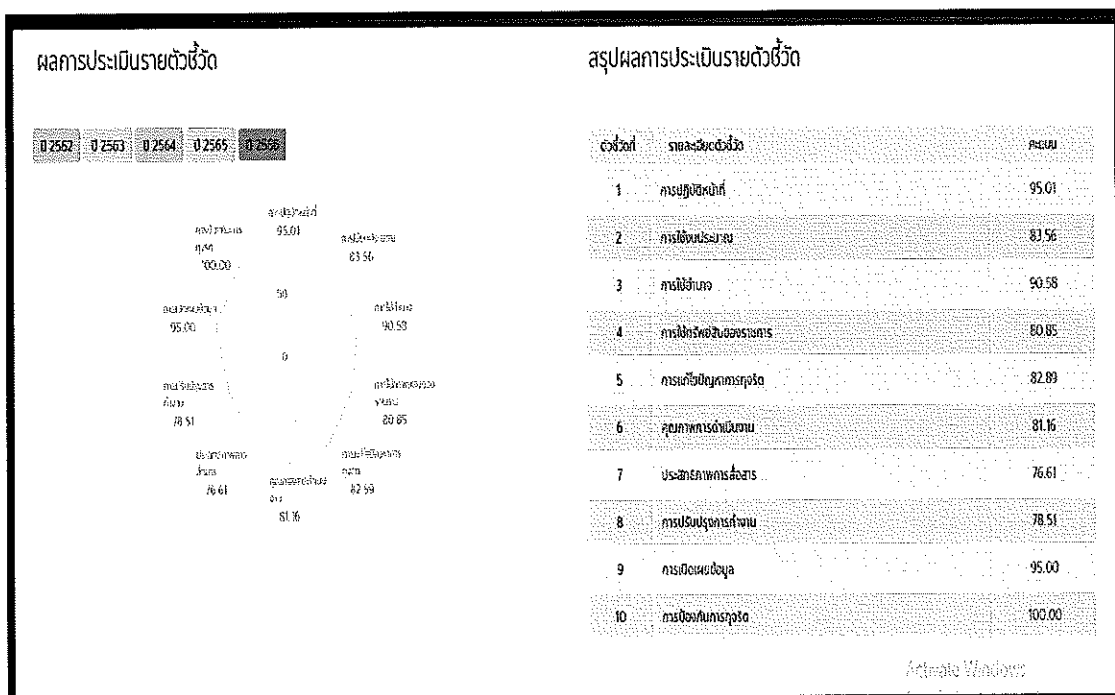 ผลการประเมินรายตัวชี้วัด
ปี 2562 ปี 2563 ปี 2564 ปี 2565 ปี 2566
95.01
83.56
ทุจริต
100.00
50
90.58
95.00
0
ทำงาน
78.51
80.85
76.61
82.89
81.16
สรุปผลการประเมินรายตัวชี้วัด
ตัวชี้วัดที่ รายละเอียดตัวชี้วัด คะแนน
1 การปฏิบัติหน้าที่ 95.01
2 การใช้งบประมาณ 83.56
3 การใช้อำนาจ 90.58
4 การใช้ทรัพย์สินของราชการ 80.85
5 การแก้ไขปัญหาการทุจริต 82.89
6 คุณภาพการดำเนินงาน 81.16
7 ประสิทธิภาพการสื่อสาร 76.61
8 การปรับปรุงการทำงาน 78.51
9 การเปิดเผยข้อมูล 95.00
10 การป้องกันการทุจริต 100.00
Activate Windows